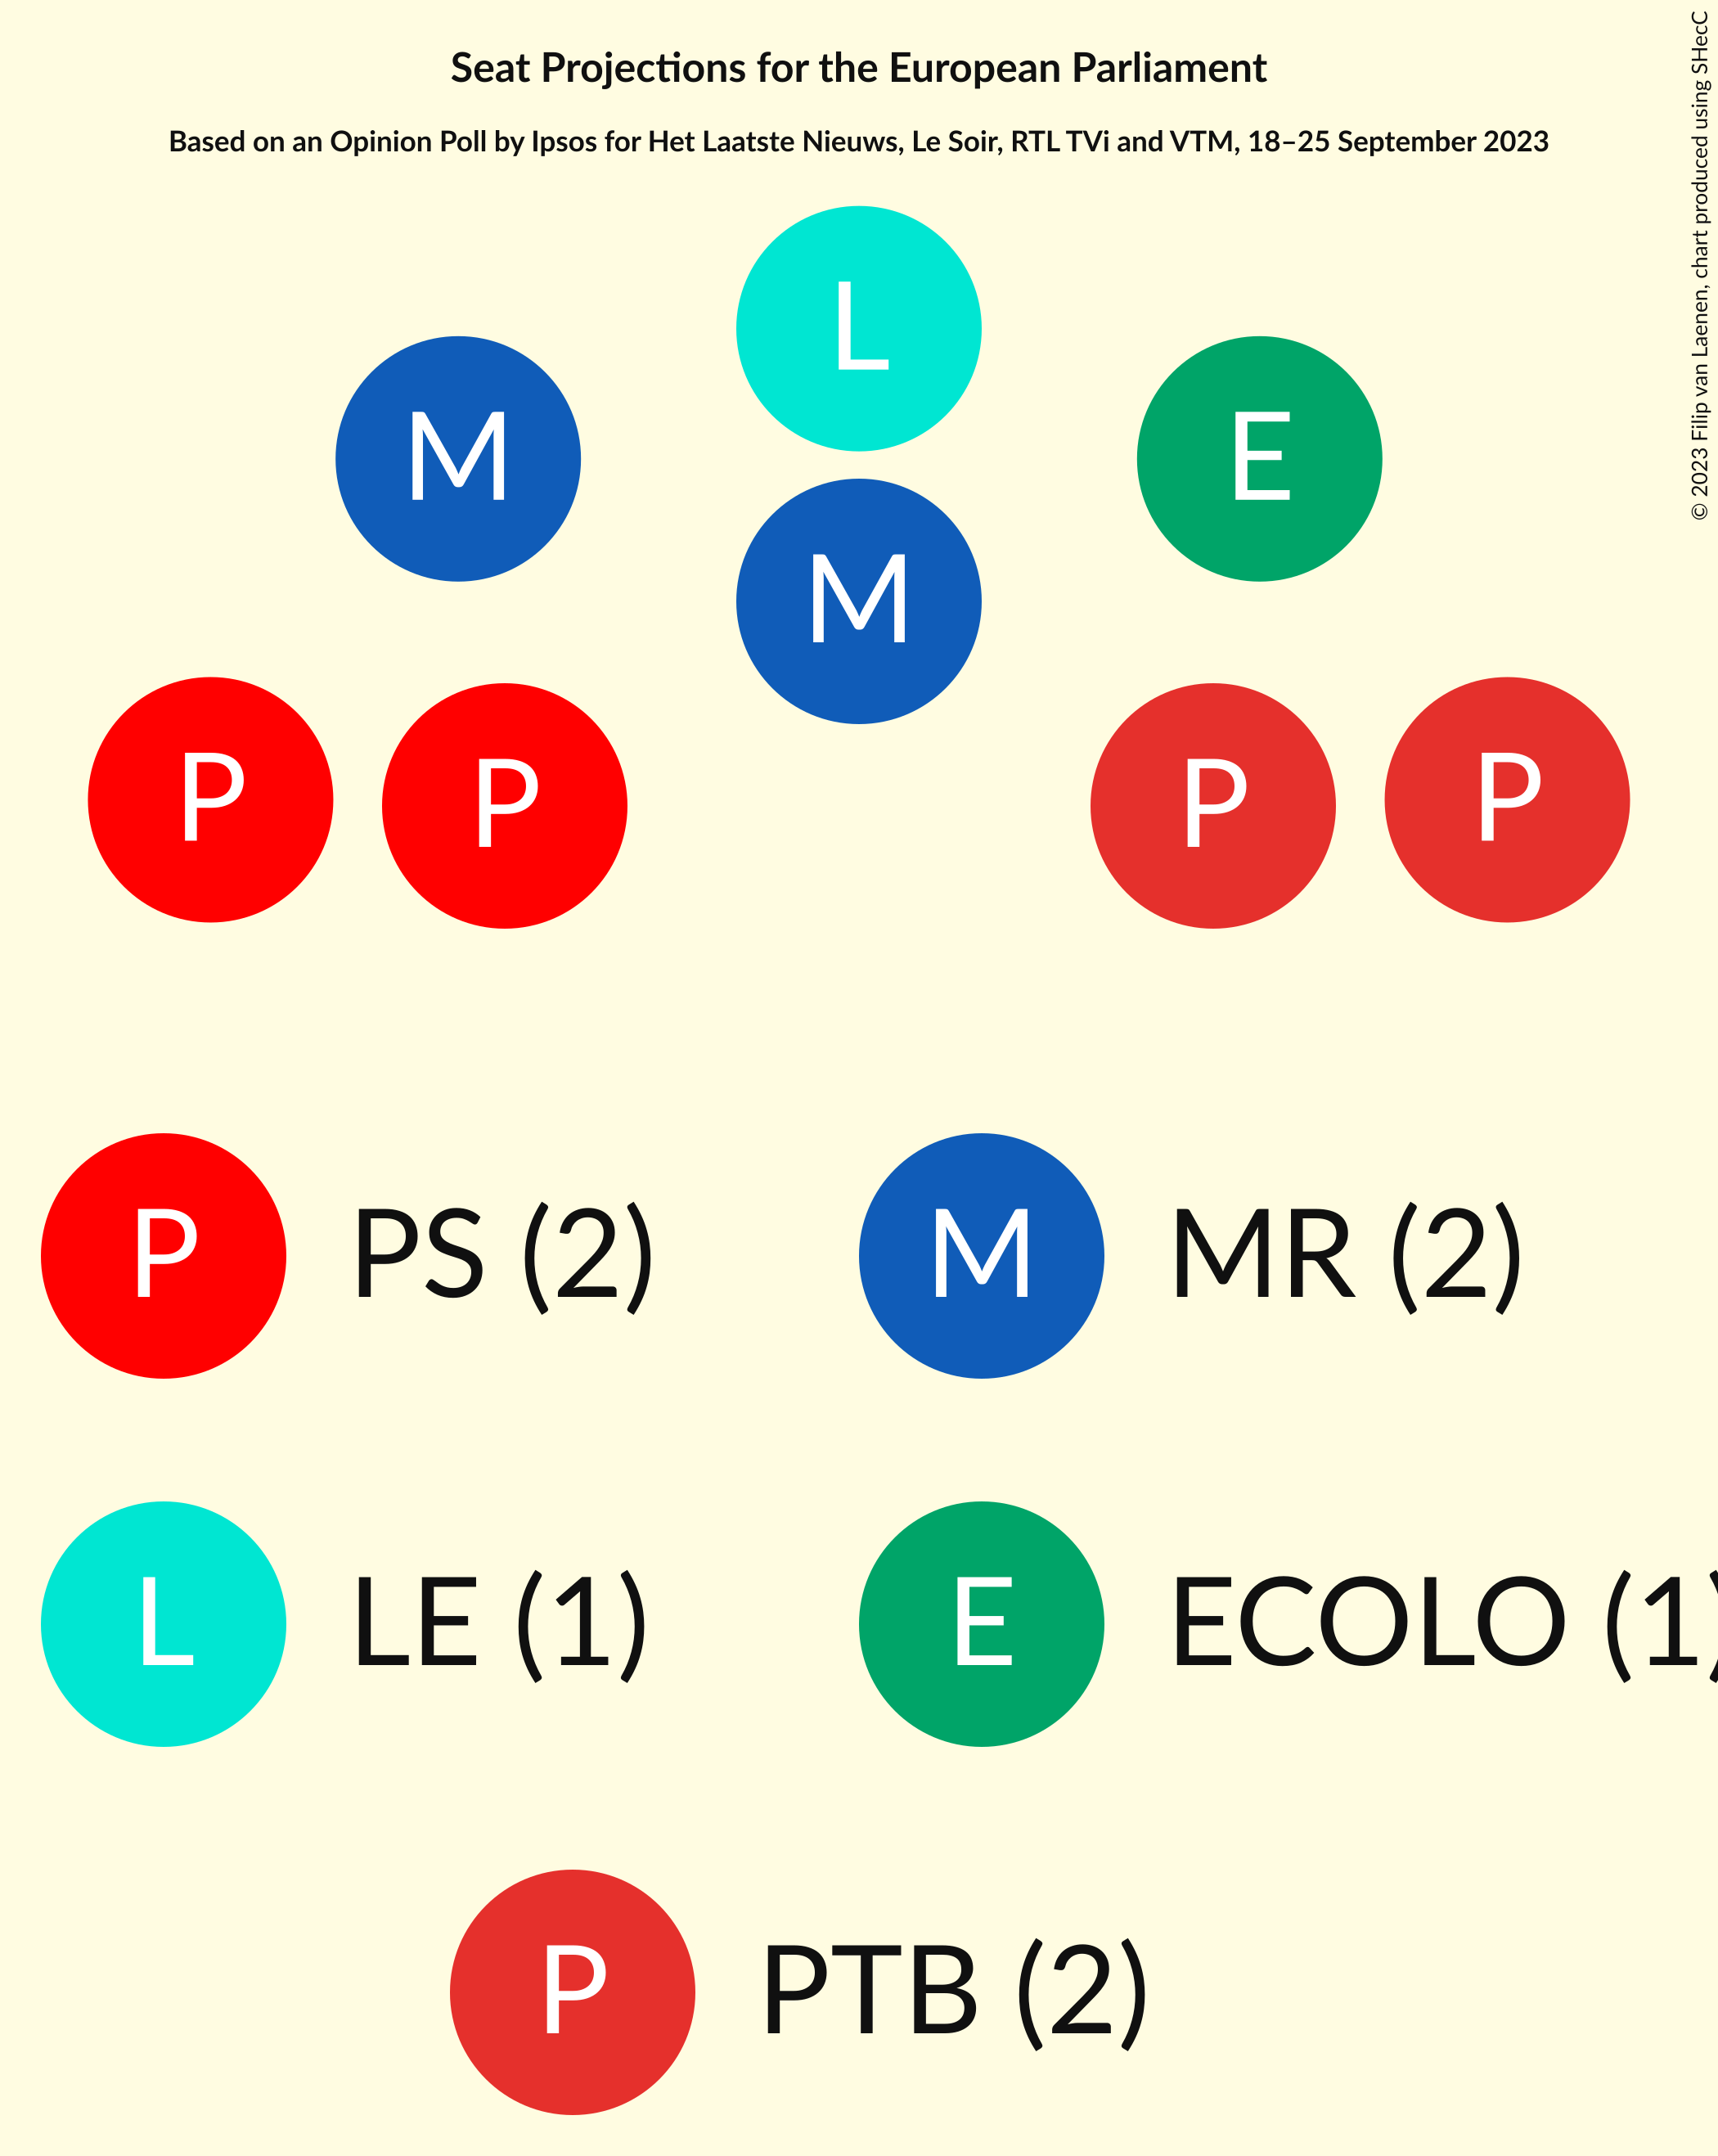 Seat Projections for the European Parliament
Based on an Opinion Poll by Ipsos for Het Laatste Nieuws, Le Soir, RTL TVi and VTM, 18–25 September 2023
© 2023 Filip van Laenen, chart produced using SHecC
L
M
E
M
P
P
P
P
P PS (2)
M MR (2)
L LE (1)
E ECOLO (1)
P PTB (2)